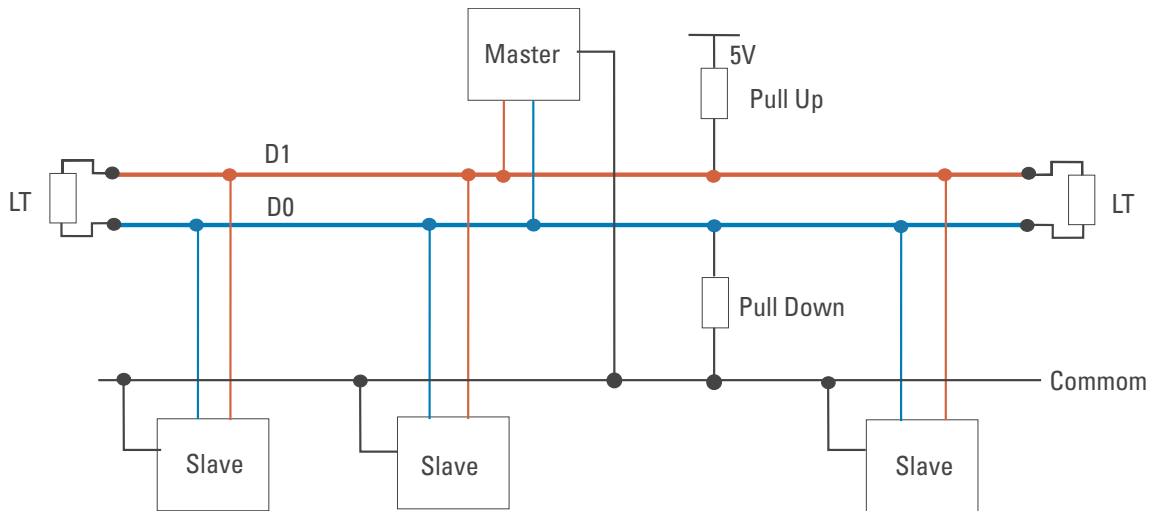 Master
5V
Pull Up
D1
LT
D0
LT
Pull Down
Commom
Slave
Slave
Slave